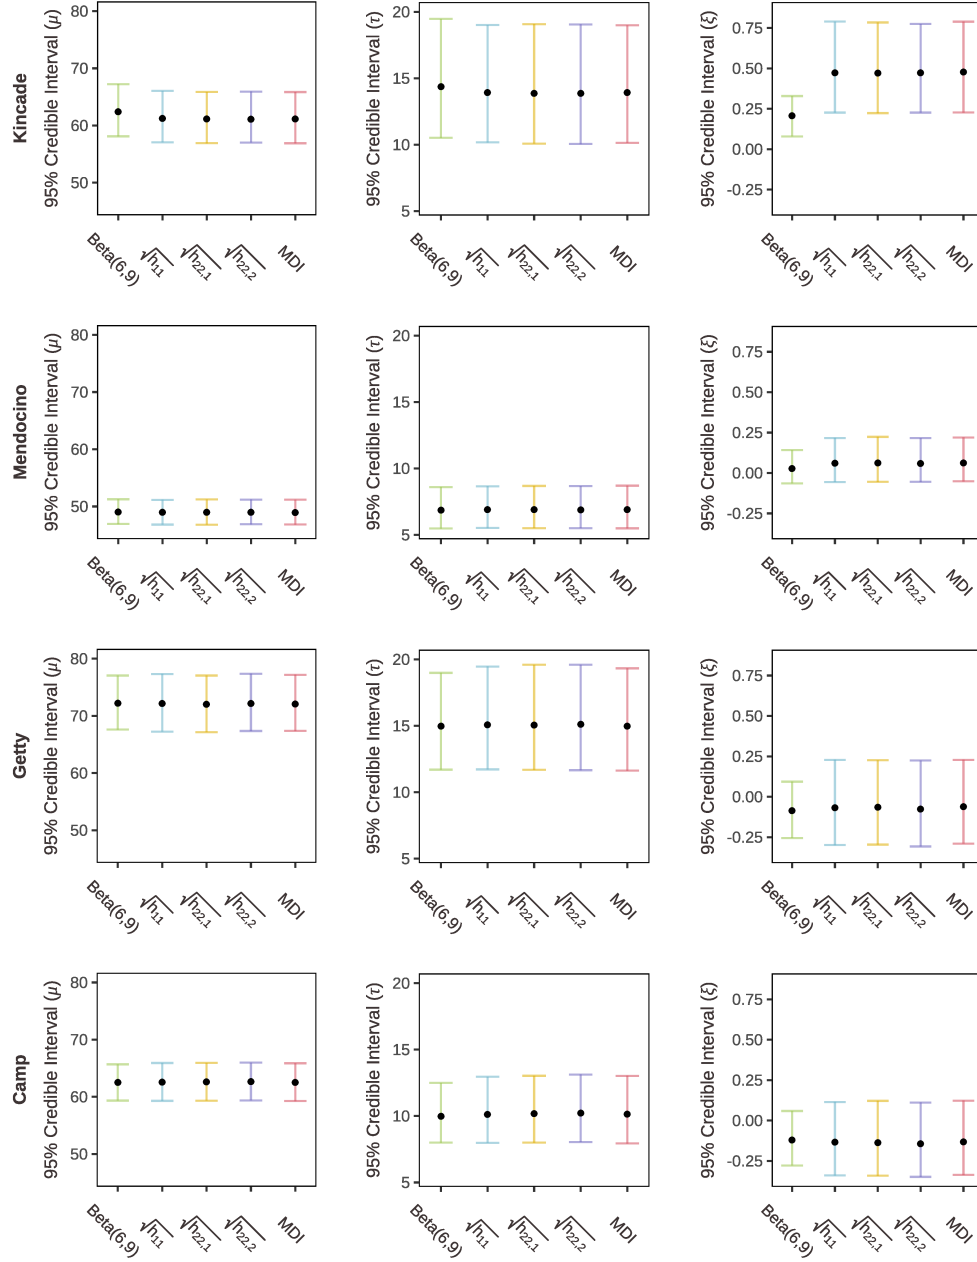 Kincade
95% Credible Interval (μ)
80
70
60
50
Beta(6,9)
√h11
√h22,1
√h22,2
MDI
95% Credible Interval (τ)
20
15
10
5
Beta(6,9)
√h11
√h22,1
√h22,2
MDI
95% Credible Interval (ξ)
0.75
0.50
0.25
0.00
-0.25
Beta(6,9)
√h11
√h22,1
√h22,2
MDI
Mendocino
95% Credible Interval (μ)
80
70
60
50
Beta(6,9)
√h11
√h22,1
√h22,2
MDI
95% Credible Interval (τ)
20
15
10
5
Beta(6,9)
√h11
√h22,1
√h22,2
MDI
95% Credible Interval (ξ)
0.75
0.50
0.25
0.00
-0.25
Beta(6,9)
√h11
√h22,1
√h22,2
MDI
Getty
95% Credible Interval (μ)
80
70
60
50
Beta(6,9)
√h11
√h22,1
√h22,2
MDI
95% Credible Interval (τ)
20
15
10
5
Beta(6,9)
√h11
√h22,1
√h22,2
MDI
95% Credible Interval (ξ)
0.75
0.50
0.25
0.00
-0.25
Beta(6,9)
√h11
√h22,1
√h22,2
MDI
Camp
95% Credible Interval (μ)
80
70
60
50
Beta(6,9)
√h11
√h22,1
√h22,2
MDI
95% Credible Interval (τ)
20
15
10
5
Beta(6,9)
√h11
√h22,1
√h22,2
MDI
95% Credible Interval (ξ)
0.75
0.50
0.25
0.00
-0.25
Beta(6,9)
√h11
√h22,1
√h22,2
MDI